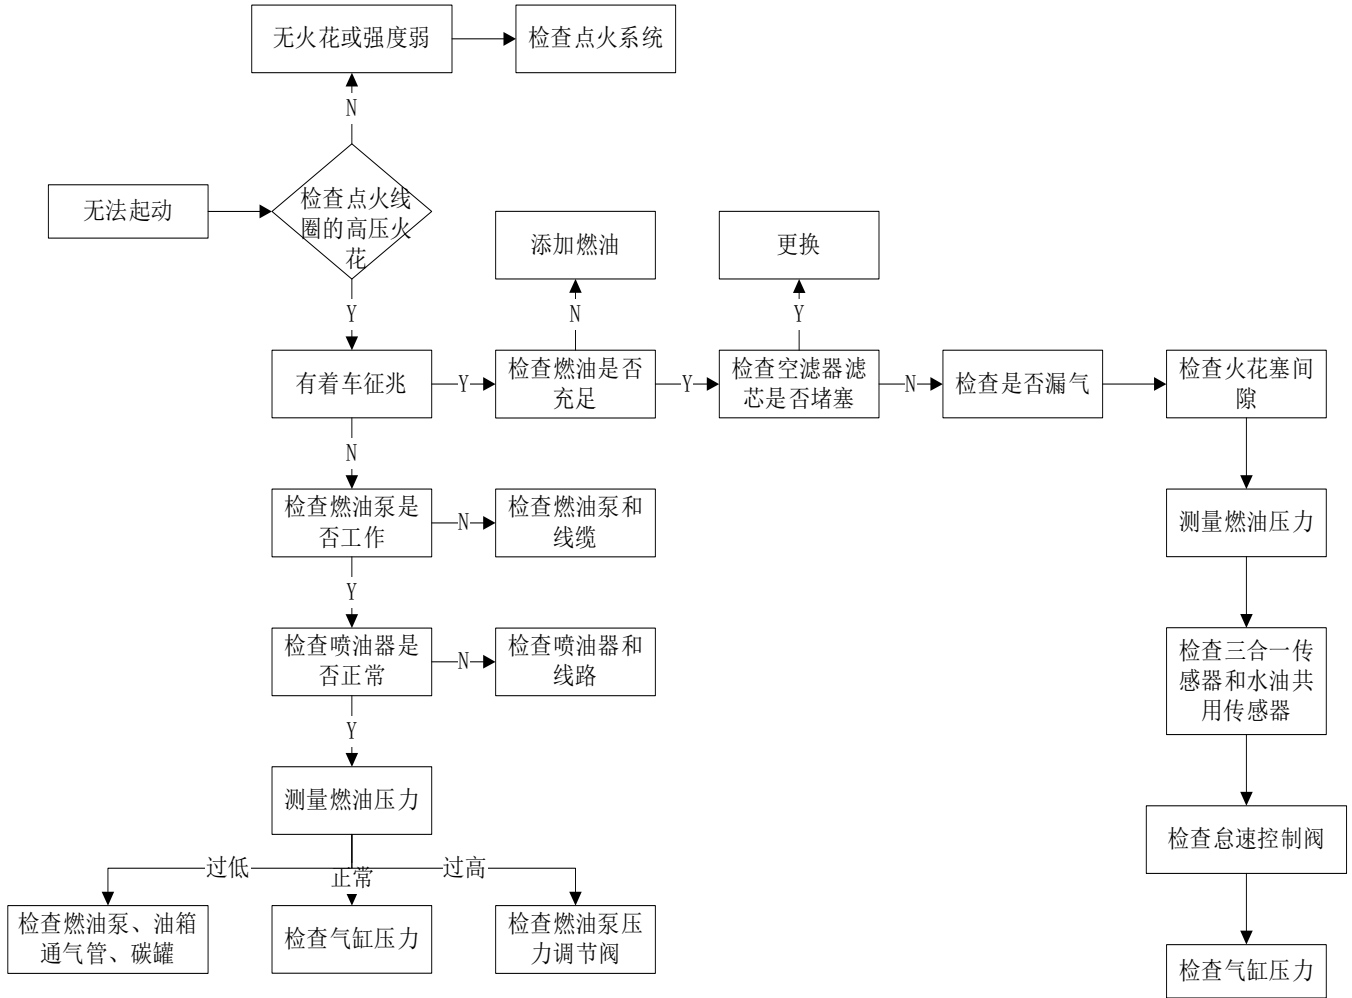 无火花或强度弱
检查点火系统
N
无法起动
检查点火线
圈的高压火
花
添加燃油
更换
Y
N
Y
有着车征兆
Y
检查燃油是否
充足
Y
检查空滤器滤
芯是否堵塞
N
检查是否漏气
检查火花塞间
隙
N
检查燃油泵是
否工作
N
检查燃油泵和
线缆
测量燃油压力
Y
检查喷油器是
否正常
N
检查喷油器和
线路
检查三合一传
感器和水油共
用传感器
Y
测量燃油压力
检查怠速控制阀
过低
正常
过高
检查燃油泵、油箱
通气管、碳罐
检查气缸压力
检查燃油泵压
力调节阀
检查气缸压力